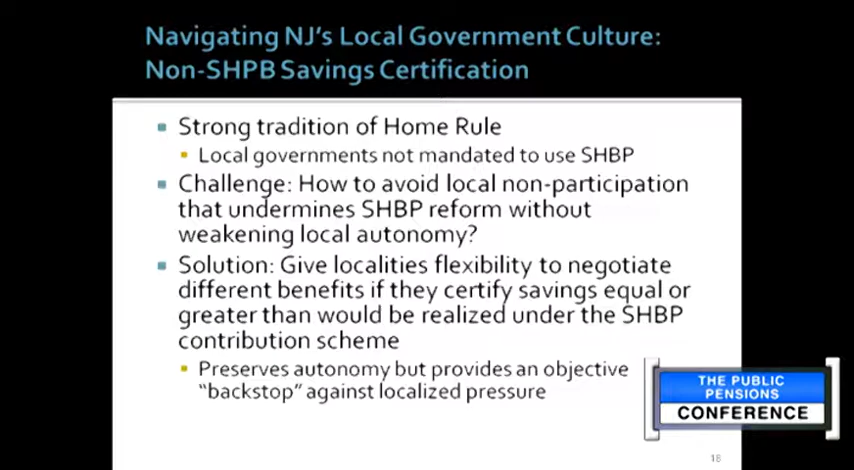 Navigating NJ's Local Government Culture:
Non-SHPB Savings Certification
Strong tradition of Home Rule
Local governments not mandated to use SHBP
Challenge: How to avoid local non-participation
that undermines SHBP reform without
weakening local autonomy?
Solution: Give localities flexibility to negotiate
different benefits if they certify savings equal or
greater than would be realized under the SHBP
contribution scheme
Preserves autonomy but provides an objective
"backstop" against localized pressure
THE PUBLIC
PENSIONS
CONFERENCE
18